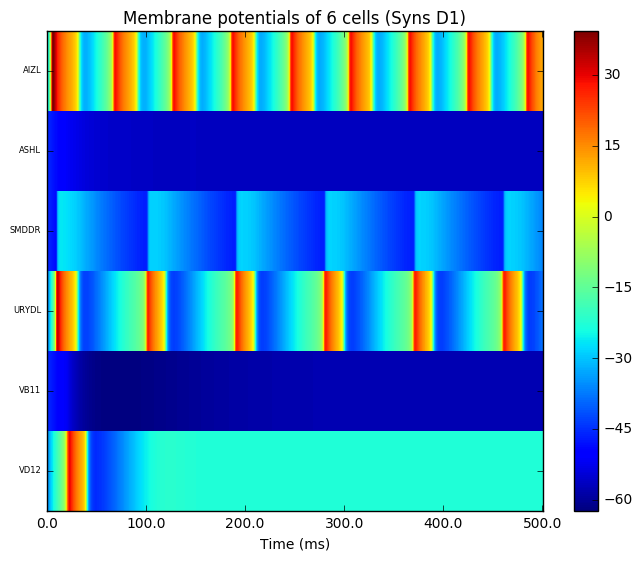 Membrane potentials of 6 cells (Syns D1)
AIZL
ASHL
SMDDR
URYDL
VB11
VD12
0.0 100.0 200.0 300.0 400.0 500.0
Time (ms)
30
15
0
−15
−30
−45
−60